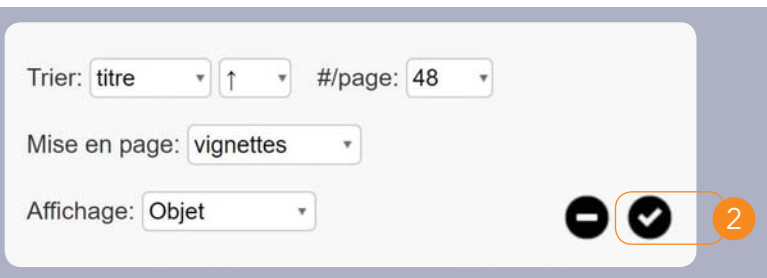 Trier: titre ↑ #/page: 48
Mise en page: vignettes
Affichage: Objet
2